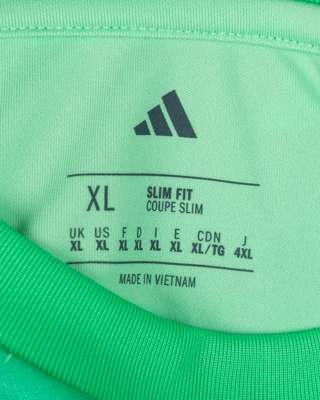 XL SLIM FIT
COUPE SLIM
UK US F D I E CDN J
XL XL XL XL XL XL XL/TG 4XL
MADE IN VIETNAM